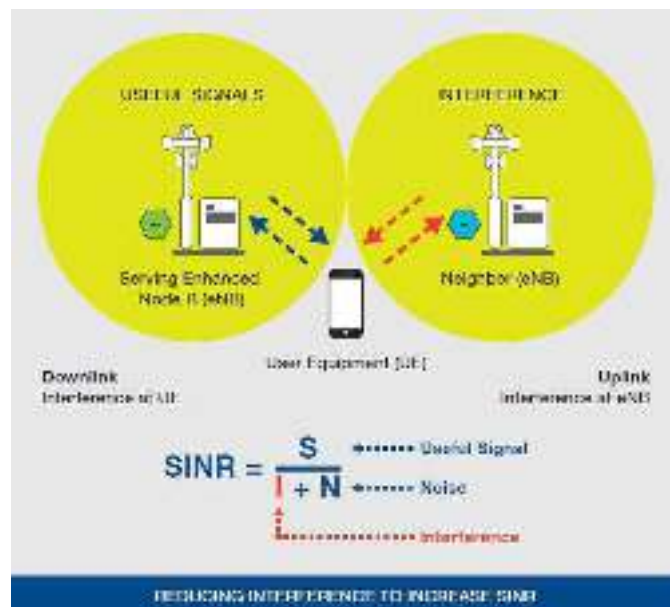 USEFUL SIGNALS
INTERFERENCE
Serving Enhanced
Node B (eNB)
Neighbor (eNB)
User Equipment (UE)
Downlink
Interference at UE
Uplink
Interference at eNB
SINR = S
I + N
Useful Signal
Noise
Interference
REDUCING INTERFERENCE TO INCREASE SINR